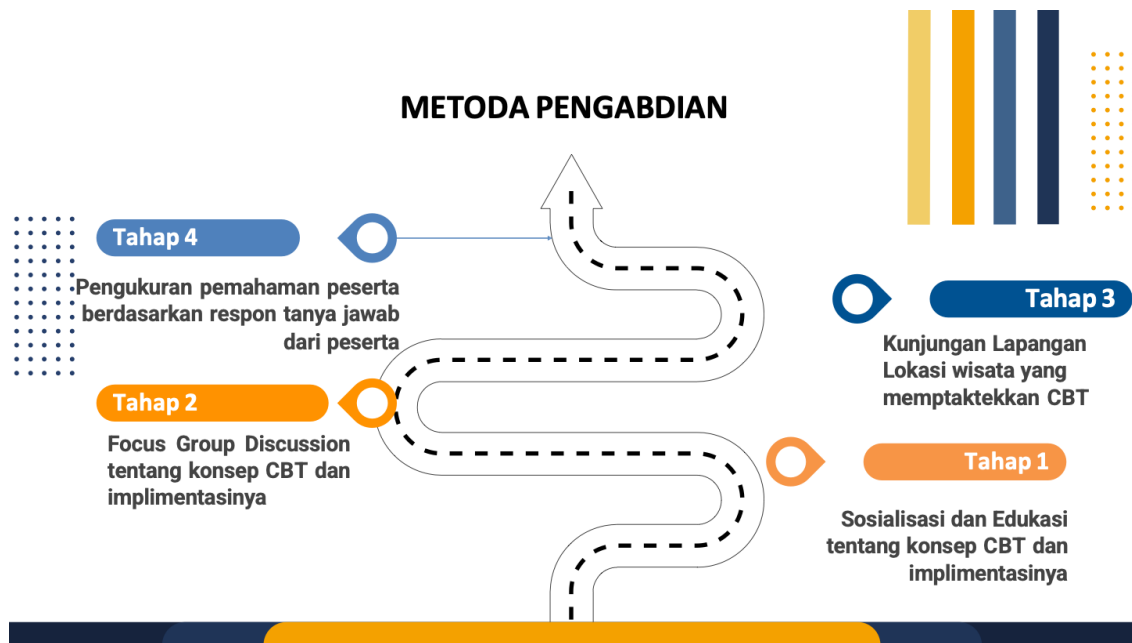 METODA PENGABDIAN
Tahap 4
Pengukuran pemahaman peserta
berdasarkan respon tanya jawab
dari peserta
Tahap 3
Kunjungan Lapangan
Lokasi wisata yang
memptaktekkan CBT
Tahap 2
Focus Group Discussion
tentang konsep CBT dan
implimentasinya
Tahap 1
Sosialisasi dan Edukasi
tentang konsep CBT dan
implimentasinya